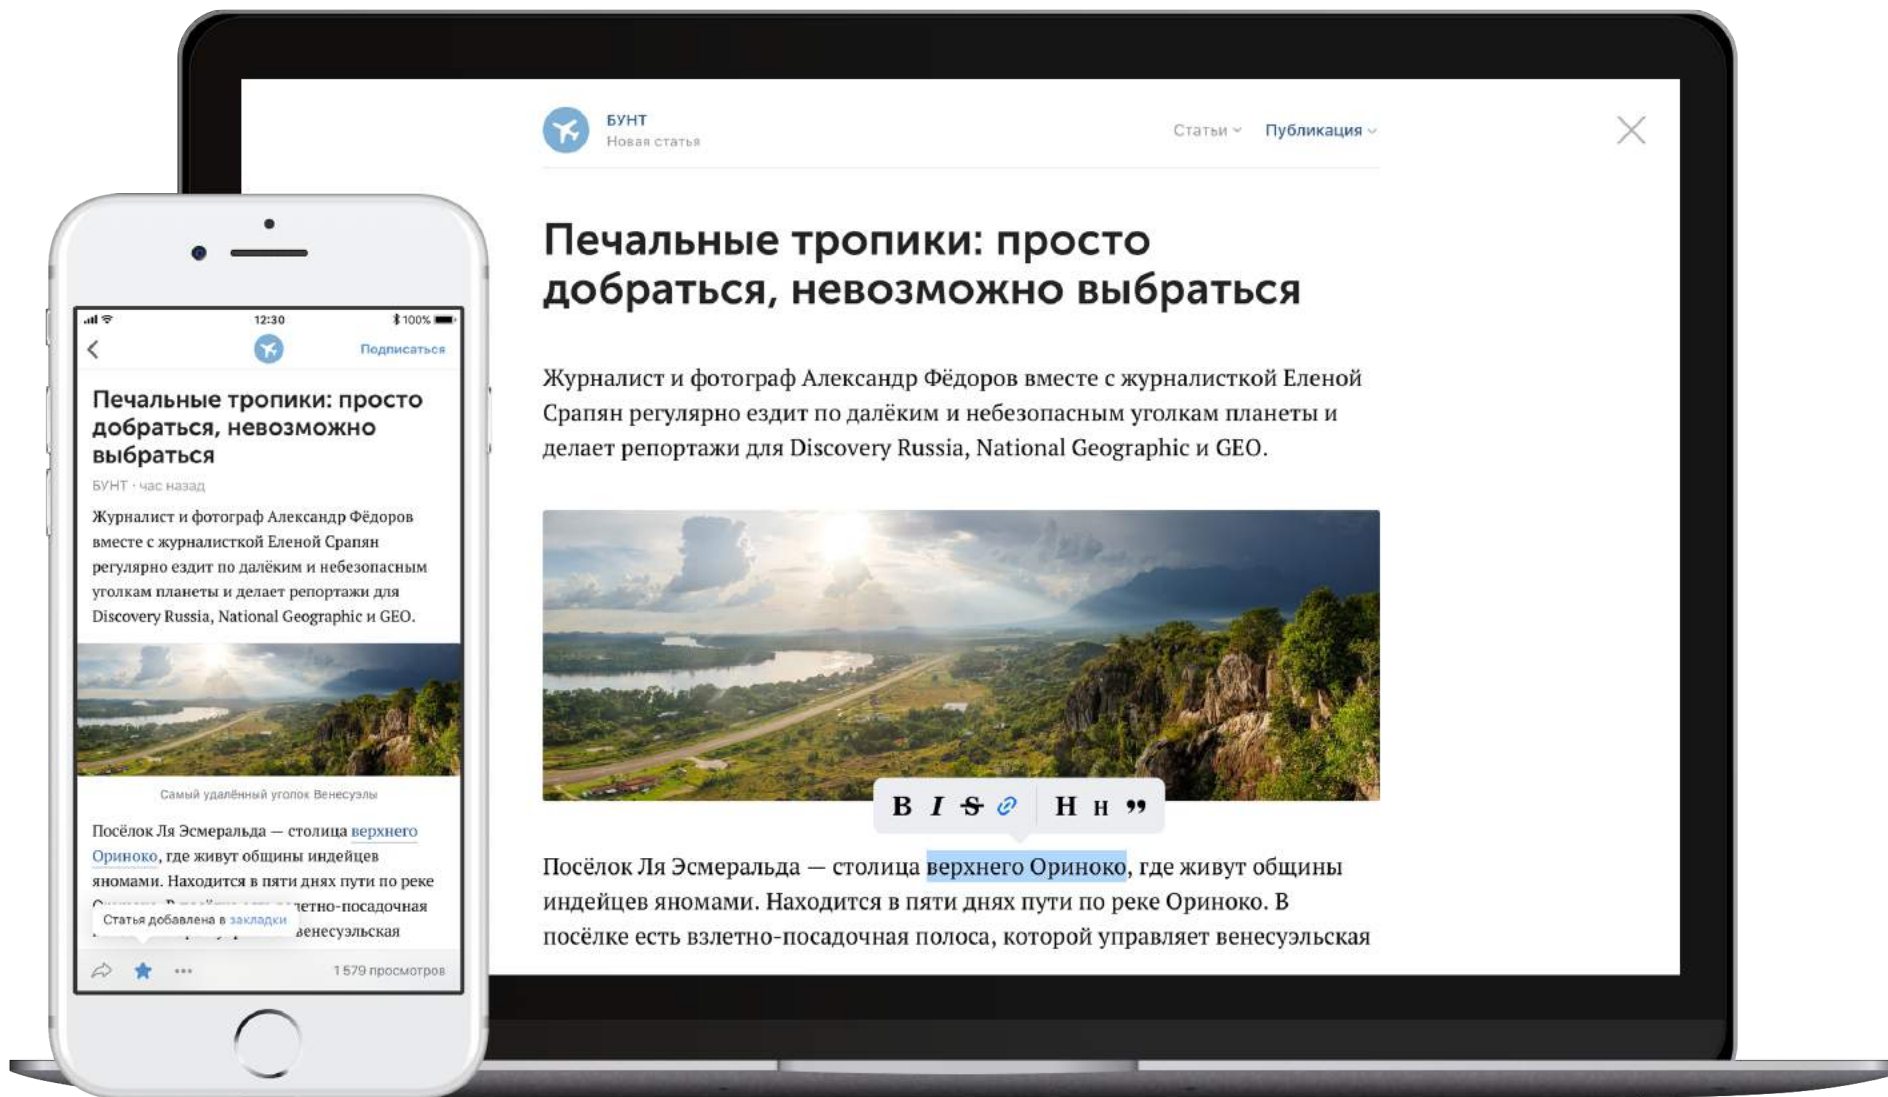 БУНТ
Новая статья
Статьи
Публикация
Печальные тропики: просто
добраться, невозможно выбраться
Журналист и фотограф Александр Фёдоров вместе с журналисткой Еленой
Срапян регулярно ездит по далёким и небезопасным уголкам планеты и
делает репортажи для Discovery Russia, National Geographic и GEO.
B I S H H ”
Посёлок Ля Эсмеральда — столица верхнего Ориноко, где живут общины
индейцев яномами. Находится в пяти днях пути по реке Ориноко. В
посёлке есть взлетно-посадочная полоса, которой управляет венесуэльская
12:30
100%
Подписаться
Печальные тропики: просто
добраться, невозможно
выбраться
БУНТ · час назад
Журналист и фотограф Александр Фёдоров
вместе с журналисткой Еленой Срапян
регулярно ездит по далёким и небезопасным
уголкам планеты и делает репортажи для
Discovery Russia, National Geographic и GEO.
Самый удалённый уголок Венесуэлы
Посёлок Ля Эсмеральда — столица верхнего
Ориноко, где живут общины индейцев
яномами. Находится в пяти днях пути по реке
летно-посадочная
Статья добавлена в закладки
венесуэльская
1 579 просмотров